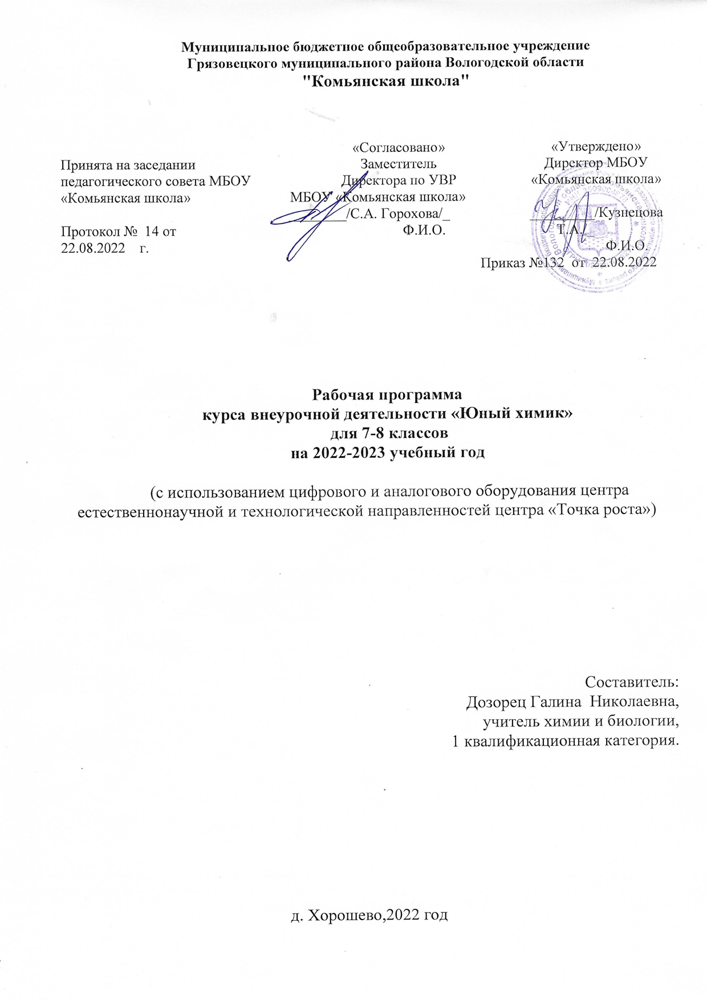 Муниципальное бюджетное общеобразовательное учреждение
Грязовецкого муниципального района Вологодской области
"Комьянская школа"
Принята на заседании
педагогического совета МБОУ
«Комьянская школа»
Протокол № 14 от
22.08.2022 г.
«Согласовано»
Заместитель
Директора по УВР
МБОУ «Комьянская школа»
________/С.А. Горохова/_
Ф.И.О.
«Утверждено»
Директор МБОУ
«Комьянская школа»
_________/Кузнецова
Т.А./_
Ф.И.О.
Приказ №132 от 22.08.2022
Рабочая программа
курса внеурочной деятельности «Юный химик»
для 7-8 классов
на 2022-2023 учебный год
(с использованием цифрового и аналогового оборудования центра
естественнонаучной и технологической направленностей центра «Точка роста»)
Составитель:
Дозорец Галина Николаевна,
учитель химии и биологии,
1 квалификационная категория.
д. Хорошево,2022 год